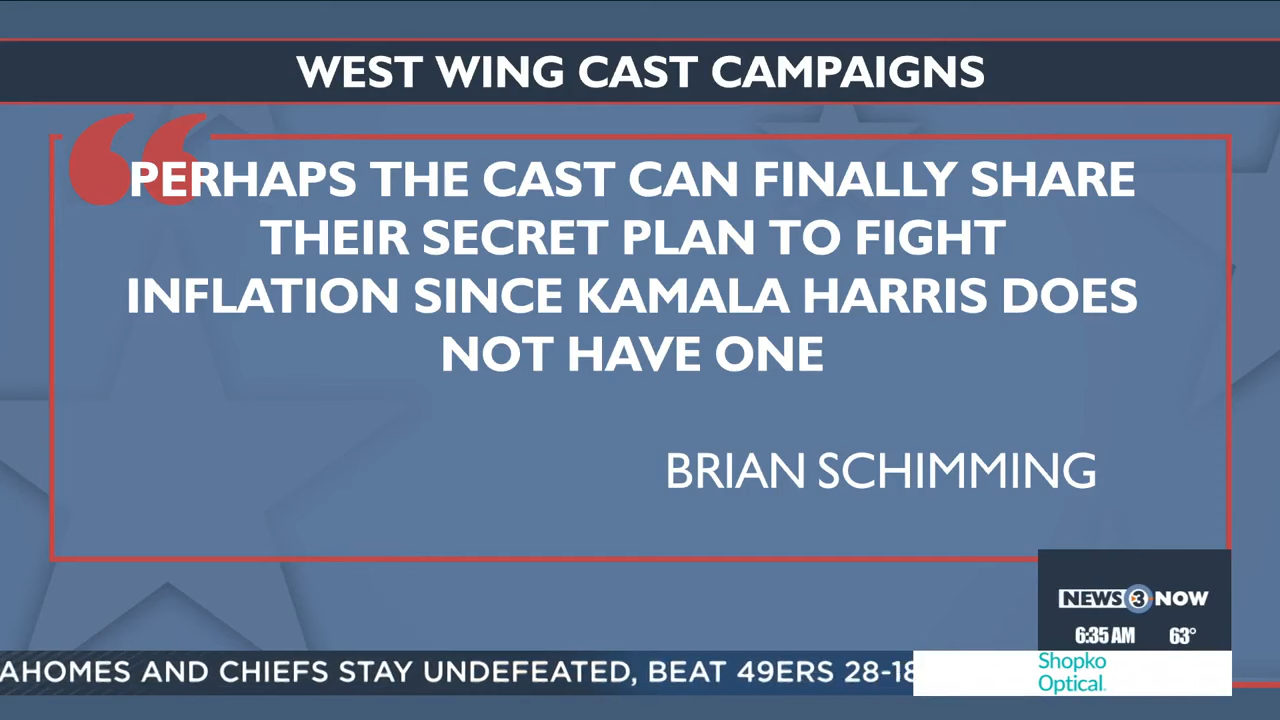 WEST WING CAST CAMPAIGNS
PERHAPS THE CAST CAN FINALLY SHARE
THEIR SECRET PLAN TO FIGHT
INFLATION SINCE KAMALA HARRIS DOES
NOT HAVE ONE
BRIAN SCHIMMING
NEWS 3 NOW
6:35 AM 63°
AHOMES AND CHIEFS STAY UNDEFEATED, BEAT 49ERS 28-18
Shopko
Optical.